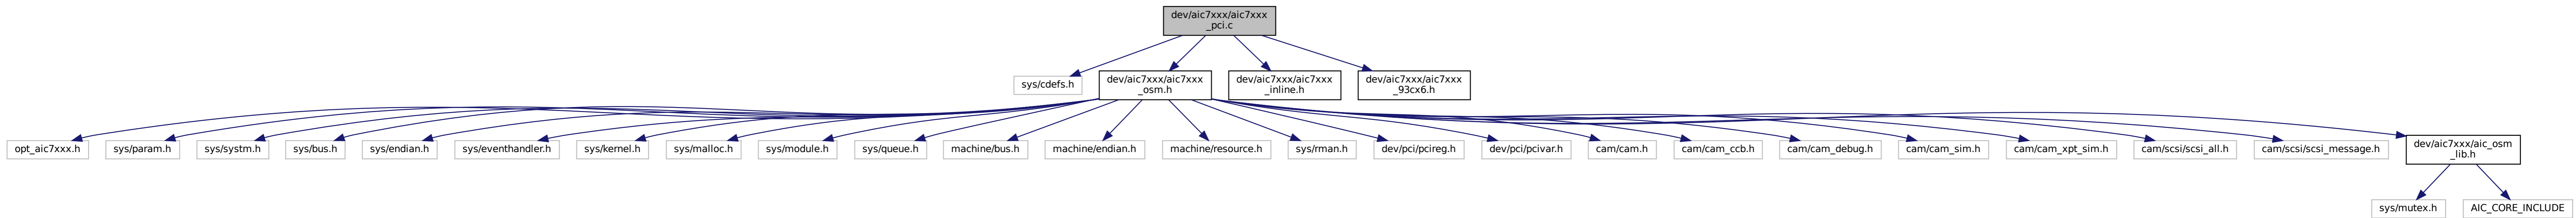 dev/aic7xxx/aic7xxx
_pci.c
sys/cdefs.h
dev/aic7xxx/aic7xxx
_osm.h
dev/aic7xxx/aic7xxx
_inline.h
dev/aic7xxx/aic7xxx
_93cx6.h
opt_aic7xxx.h
sys/param.h
sys/systm.h
sys/bus.h
sys/endian.h
sys/eventhandler.h
sys/kernel.h
sys/malloc.h
sys/module.h
sys/queue.h
machine/bus.h
machine/endian.h
machine/resource.h
sys/rman.h
dev/pci/pcireg.h
dev/pci/pcivar.h
cam/cam.h
cam/cam_ccb.h
cam/cam_debug.h
cam/cam_sim.h
cam/cam_xpt_sim.h
cam/scsi/scsi_all.h
cam/scsi/scsi_message.h
dev/aic7xxx/aic_osm
_lib.h
sys/mutex.h
AIC_CORE_INCLUDE